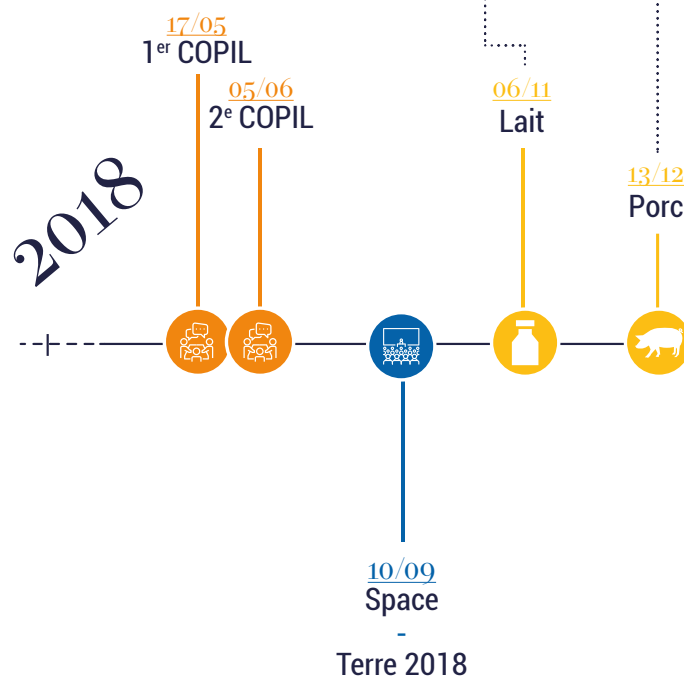 17/05
1er COPIL
05/06
2e COPIL
06/11
Lait
13/12
Porc
2018
10/09
Space
-
Terre 2018